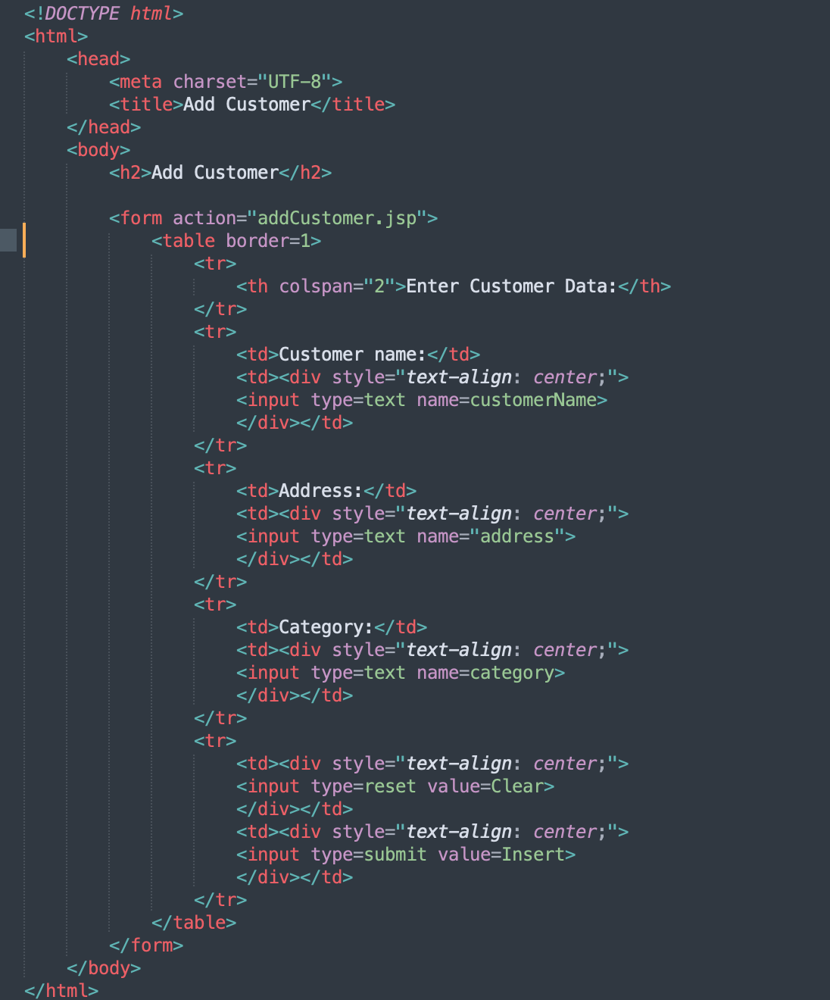 <!DOCTYPE html>
<html>
    <head>
        <meta charset="UTF-8">
        <title>Add Customer</title>
    </head>
    <body>
        <h2>Add Customer</h2>

        <form action="addCustomer.jsp">
            <table border=1>
                <tr>
                    <th colspan="2">Enter Customer Data:</th>
                </tr>
                <tr>
                    <td>Customer name:</td>
                    <td><div style="text-align: center;">
                    <input type=text name=customerName>
                    </div></td>
                </tr>
                <tr>
                    <td>Address:</td>
                    <td><div style="text-align: center;">
                    <input type=text name="address">
                    </div></td>
                </tr>
                <tr>
                    <td>Category:</td>
                    <td><div style="text-align: center;">
                    <input type=text name=category>
                    </div></td>
                </tr>
                <tr>
                    <td><div style="text-align: center;">
                    <input type=reset value=Clear>
                    </div></td>
                    <td><div style="text-align: center;">
                    <input type=submit value=Insert>
                    </div></td>
                </tr>
            </table>
        </form>
    </body>
</html>